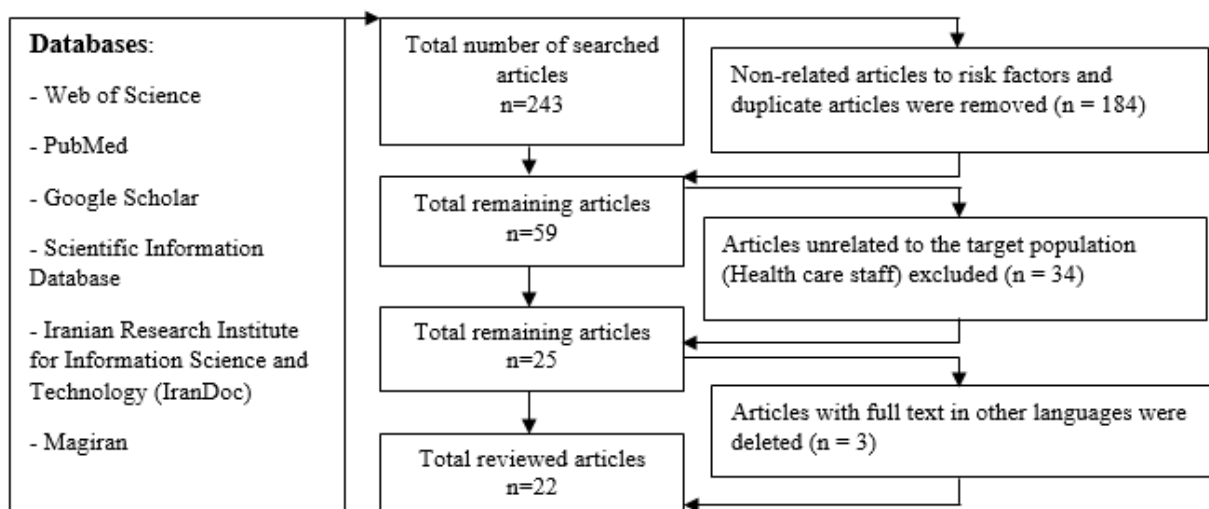 Databases:
- Web of Science
- PubMed
- Google Scholar
- Scientific Information
Database
- Iranian Research Institute
for Information Science and
Technology (IranDoc)
- Magiran
Total number of searched
articles
n=243
Non-related articles to risk factors and
duplicate articles were removed (n = 184)
Total remaining articles
n=59
Articles unrelated to the target population
(Health care staff) excluded (n = 34)
Total remaining articles
n=25
Articles with full text in other languages were
deleted (n = 3)
Total reviewed articles
n=22